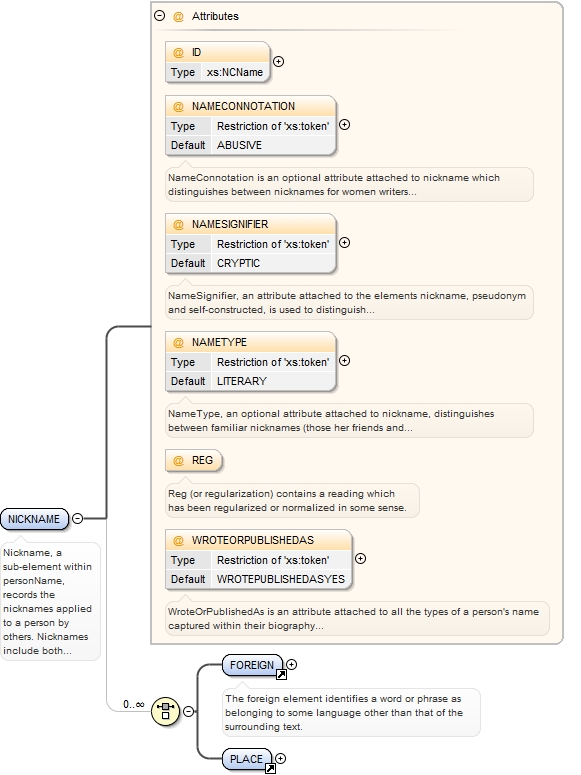 @ Attributes
@ ID
Type xs:NCName
@ NAMECONNOTATION
Type Restriction of 'xs:token'
Default ABUSIVE
NameConnotation is an optional attribute attached to nickname which
distinguishes between nicknames for women writers...
@ NAMESIGNIFIER
Type Restriction of 'xs:token'
Default CRYPTIC
NameSignifier, an attribute attached to the elements nickname, pseudonym
and self-constructed, is used to distinguish...
@ NAMETYPE
Type Restriction of 'xs:token'
Default LITERARY
NameType, an optional attribute attached to nickname, distinguishes
between familiar nicknames (those her friends and...
@ REG
Reg (or regularization) contains a reading which
has been regularized or normalized in some sense.
@ WROTEORPUBLISHEDAS
Type Restriction of 'xs:token'
Default WROTEPUBLISHEDASYES
WroteOrPublishedAs is an attribute attached to all the types of a person's name
captured within their biography...
NICKNAME
Nickname, a
sub-element within
personName,
records the
nicknames applied
to a person by
others. Nicknames
include both...
0..∞
FOREIGN
The foreign element identifies a word or phrase as
belonging to some language other than that of the
surrounding text.
PLACE